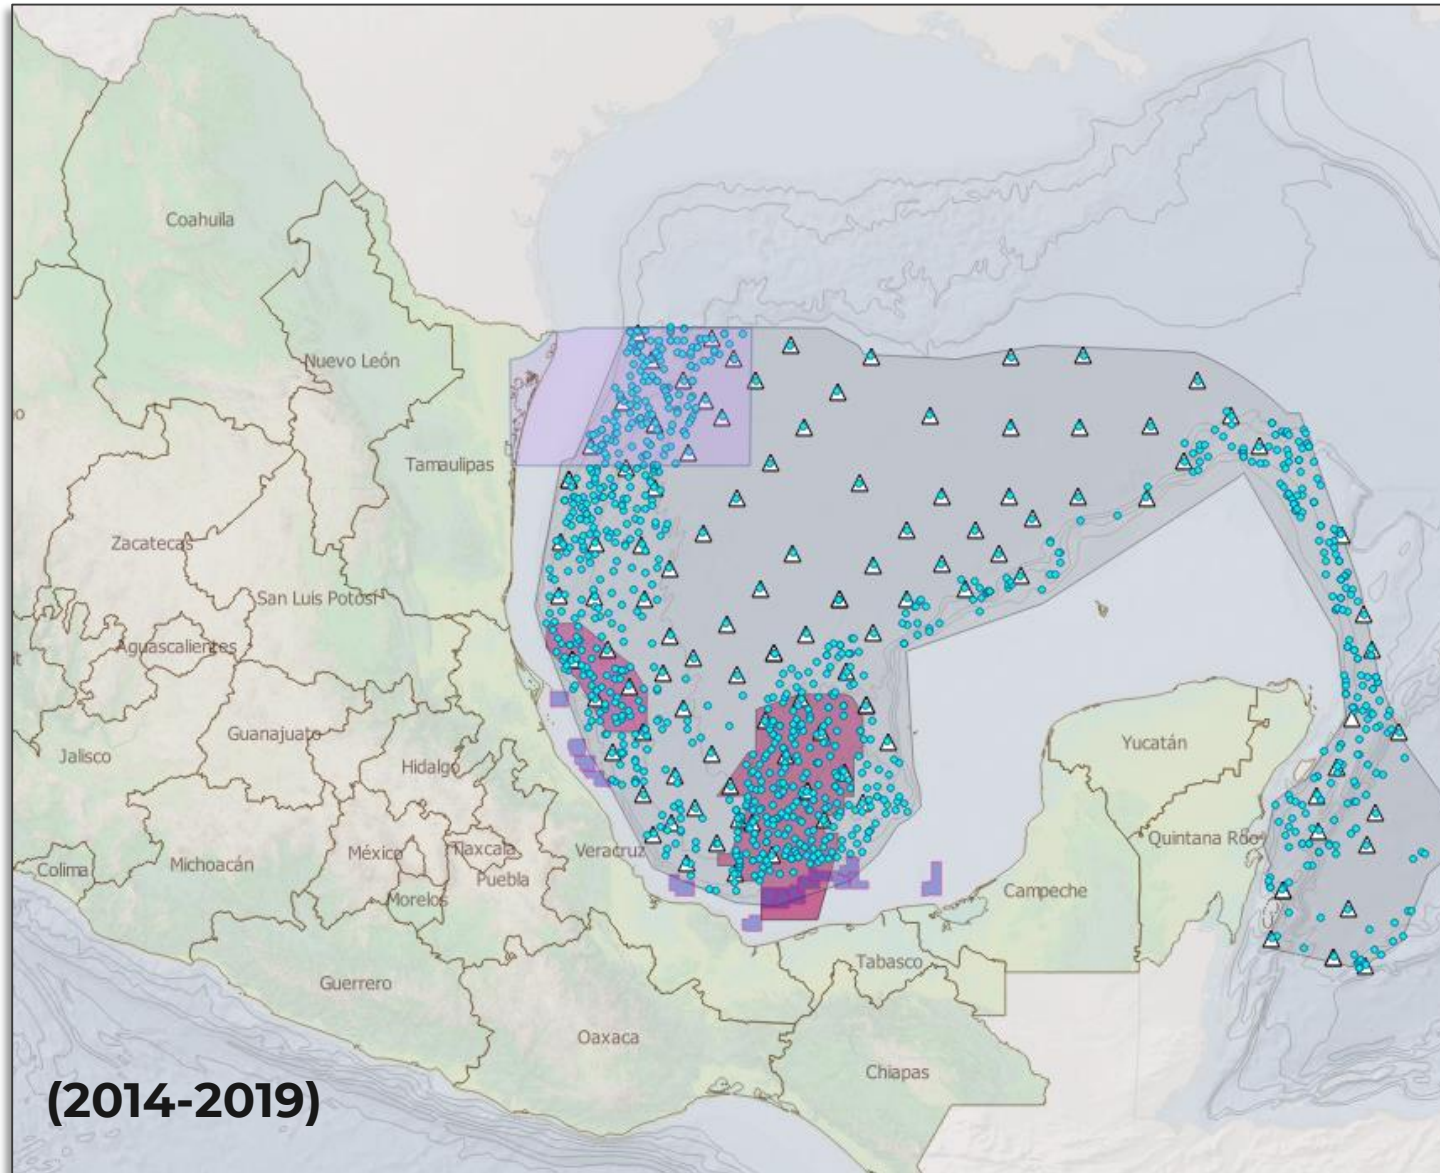 Coahuila
Nuevo León
Tamaulipas
Zacatecas
San Luis Potosí
Aguascalientes
Guanajuato
Jalisco
Hidalgo
Yucatán
Quintana Roo
Veracruz
México
Tlaxcala
Michoacán
Colima
Puebla
Morelos
Campeche
Tabasco
Guerrero
Oaxaca
Chiapas
(2014-2019)